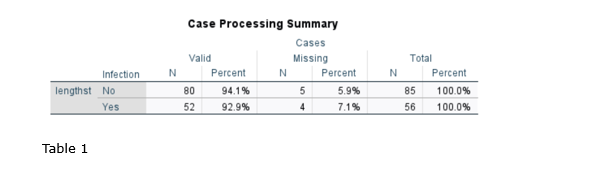 Case Processing Summary
Cases
Valid Missing Total
Infection N Percent N Percent N Percent
lengthst No 80 94.1% 5 5.9% 85 100.0%
Yes 52 92.9% 4 7.1% 56 100.0%
Table 1